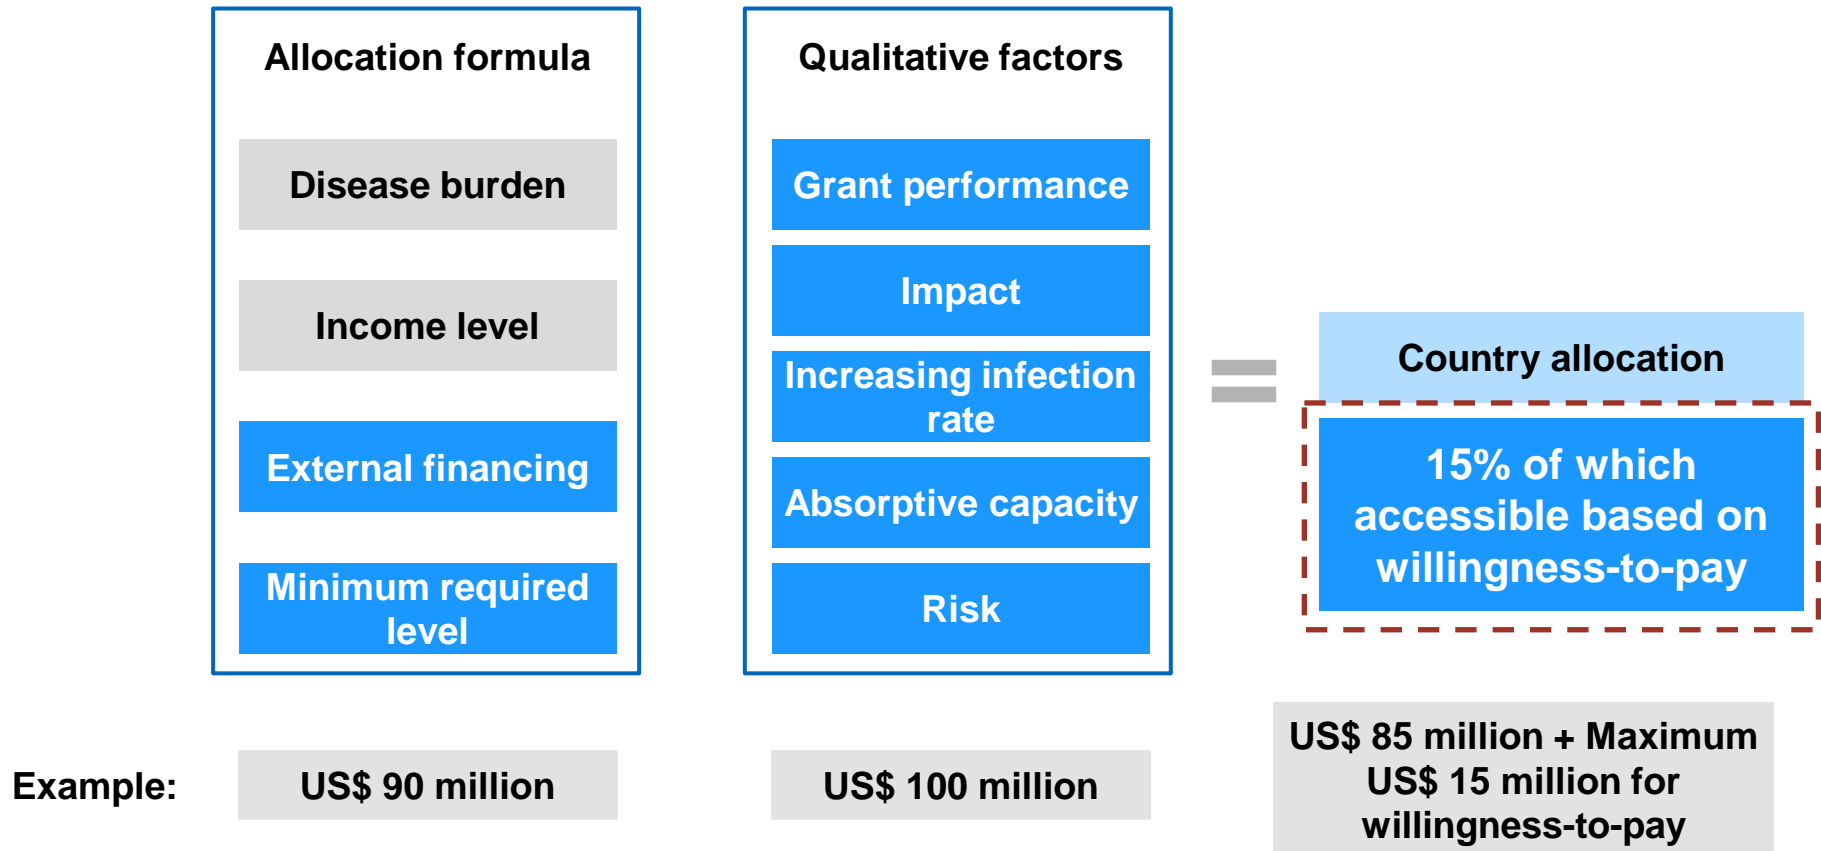 Allocation formula
Disease burden
Income level
External financing
Minimum required
level
Qualitative factors
Grant performance
Impact
Increasing infection
rate
Absorptive capacity
Risk
=
Country allocation
15% of which
accessible based on
willingness-to-pay
Example:
US$ 90 million
US$ 100 million
US$ 85 million + Maximum
US$ 15 million for
willingness-to-pay